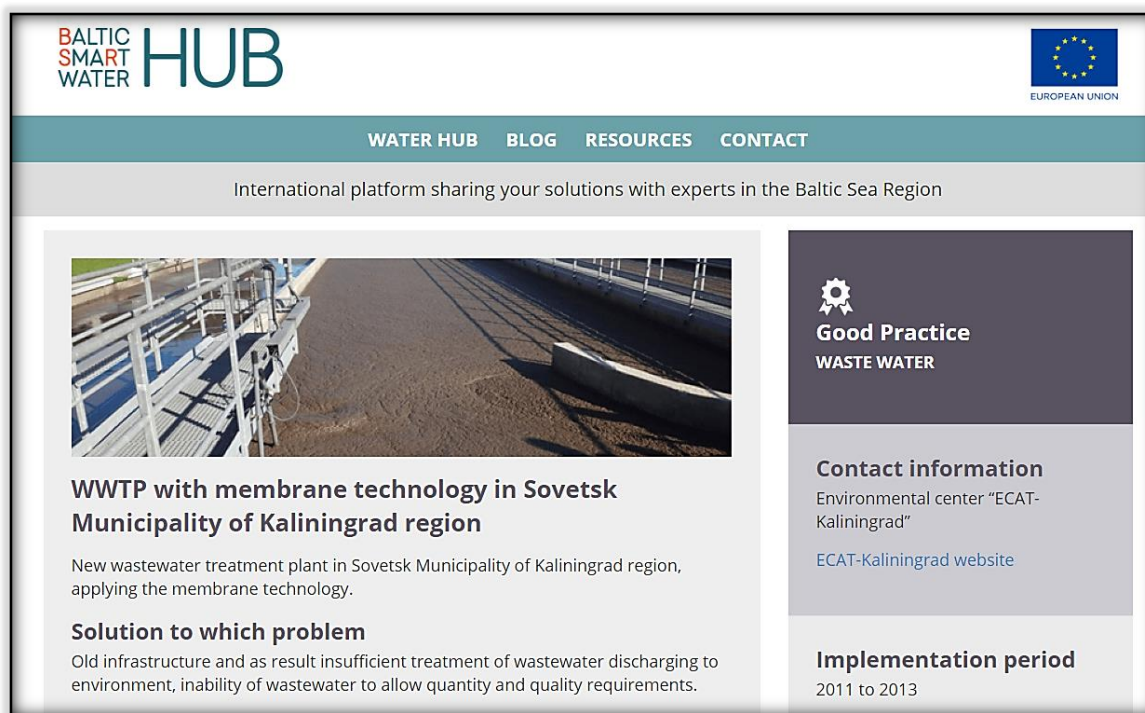 BALTIC
SMART
WATER HUB
EUROPEAN UNION
WATER HUB BLOG RESOURCES CONTACT
International platform sharing your solutions with experts in the Baltic Sea Region
WWTP with membrane technology in Sovetsk
Municipality of Kaliningrad region
New wastewater treatment plant in Sovetsk Municipality of Kaliningrad region,
applying the membrane technology.
Solution to which problem
Old infrastructure and as result insufficient treatment of wastewater discharging to
environment, inability of wastewater to allow quantity and quality requirements.
Good Practice
WASTE WATER
Contact information
Environmental center “ECAT-
Kaliningrad”
ECAT-Kaliningrad website
Implementation period
2011 to 2013